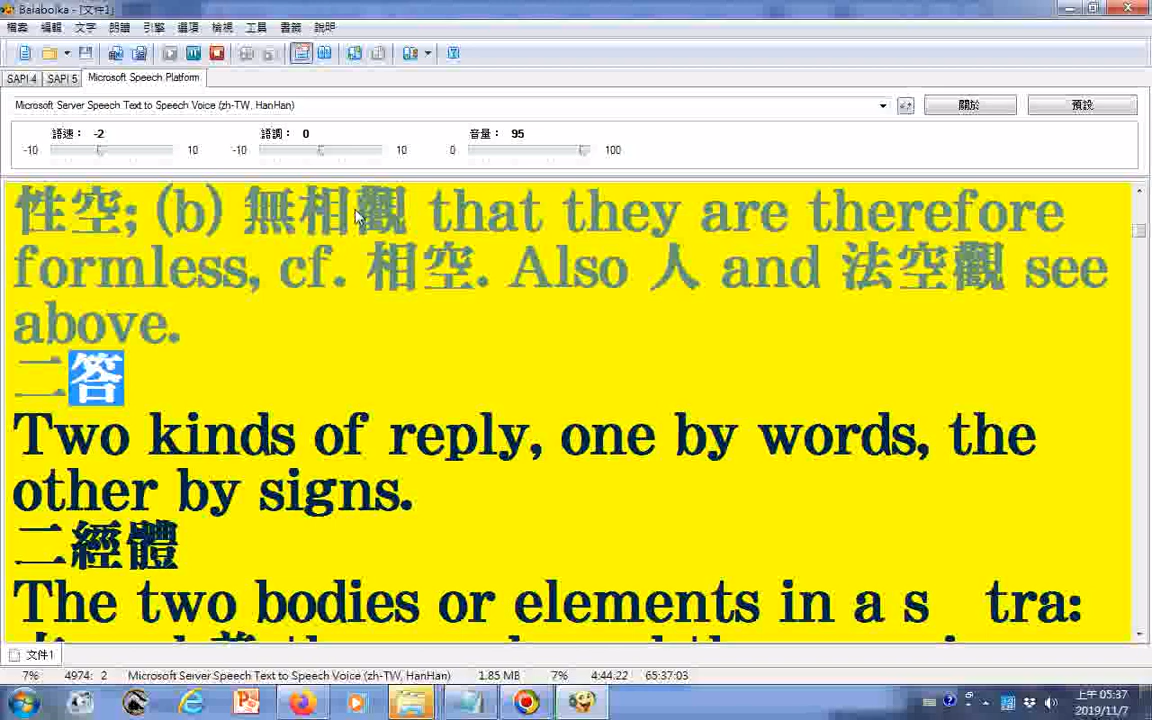 Balabolka - [文件1]
檔案 編輯 文字 朗讀 引擎 選項 檢視 工具 書籤 說明
SAPI 4 SAPI 5 Microsoft Speech Platform
Microsoft Server Speech Text to Speech Voice (zh-TW, HanHan) 關於 預設
語速： -2 語調： 0 音量： 95
-10 10 -10 10 0 100
性空; (b) 無相觀 that they are therefore
formless, cf. 相空. Also 人 and 法空觀 see
above.
二答
Two kinds of reply, one by words, the
other by signs.
二經體
The two bodies or elements in a s tra:
文件1
7% 4974: 2 Microsoft Server Speech Text to Speech Voice (zh-TW, HanHan) 1.85 MB 7% 4:44.22 65:37:03
上午 05:37
2019/11/7